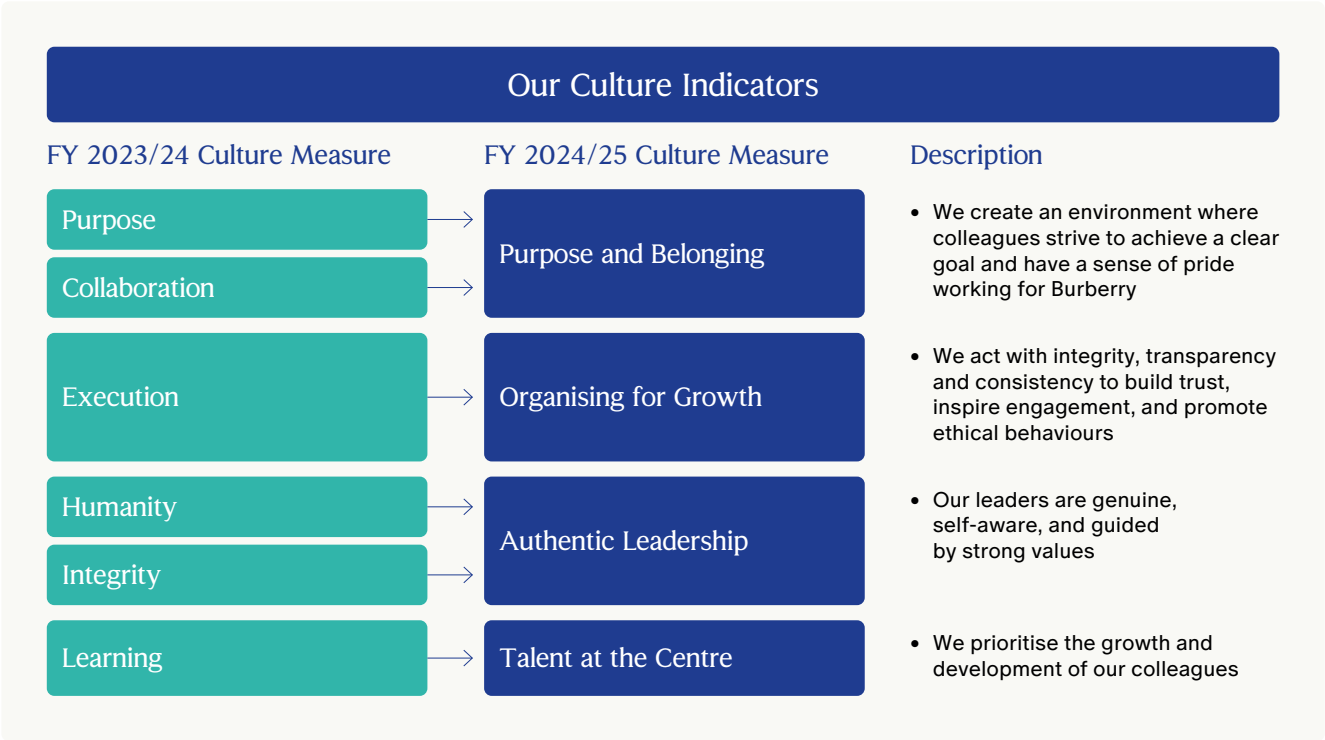 Our Culture Indicators
FY 2023/24 Culture Measure
FY 2024/25 Culture Measure
Description
Purpose
Collaboration
Purpose and Belonging
• We create an environment where
colleagues strive to achieve a clear
goal and have a sense of pride
working for Burberry
Execution
Organising for Growth
• We act with integrity, transparency
and consistency to build trust,
inspire engagement, and promote
ethical behaviours
Humanity
Integrity
Authentic Leadership
• Our leaders are genuine,
self-aware, and guided
by strong values
Learning
Talent at the Centre
• We prioritise the growth and
development of our colleagues